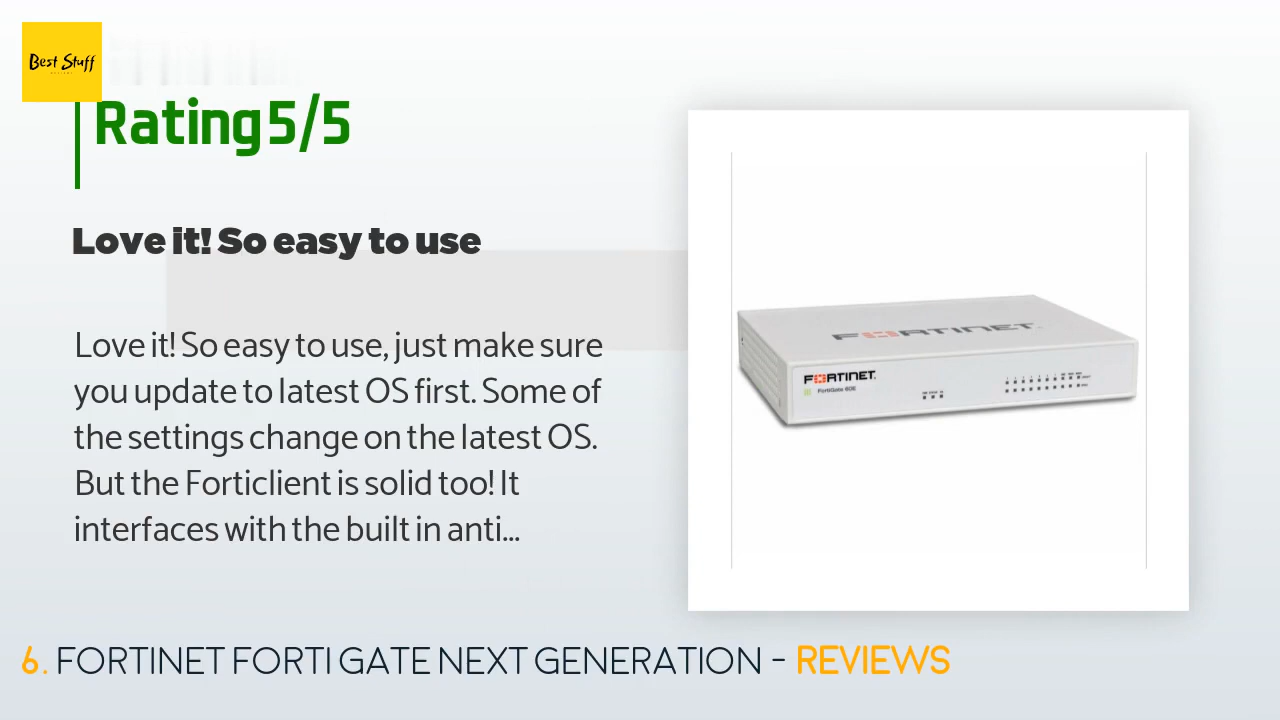 Best Stuff
Rating 5/5
Love it! So easy to use
Love it! So easy to use, just make sure
you update to latest OS first. Some of
the settings change on the latest OS.
But the Forticlient is solid too! It
interfaces with the built in anti...
FORTINET
FORTINET
FortiGate 60E
6. FORTINET FORTI GATE NEXT GENERATION - REVIEWS